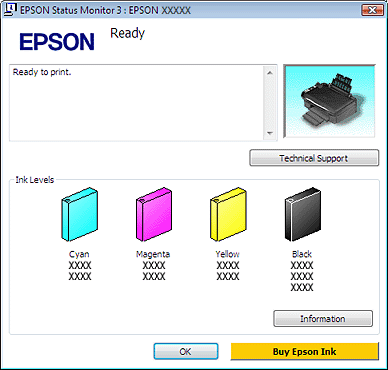 EPSON Status Monitor 3 : EPSON XXXXX
EPSON
Ready
Ready to print.
Technical Support
Ink Levels
Cyan Magenta Yellow Black
XXXX XXXX XXXX XXXX
XXXX XXXX XXXX XXXX
XXXX
Information
OK Buy Epson Ink